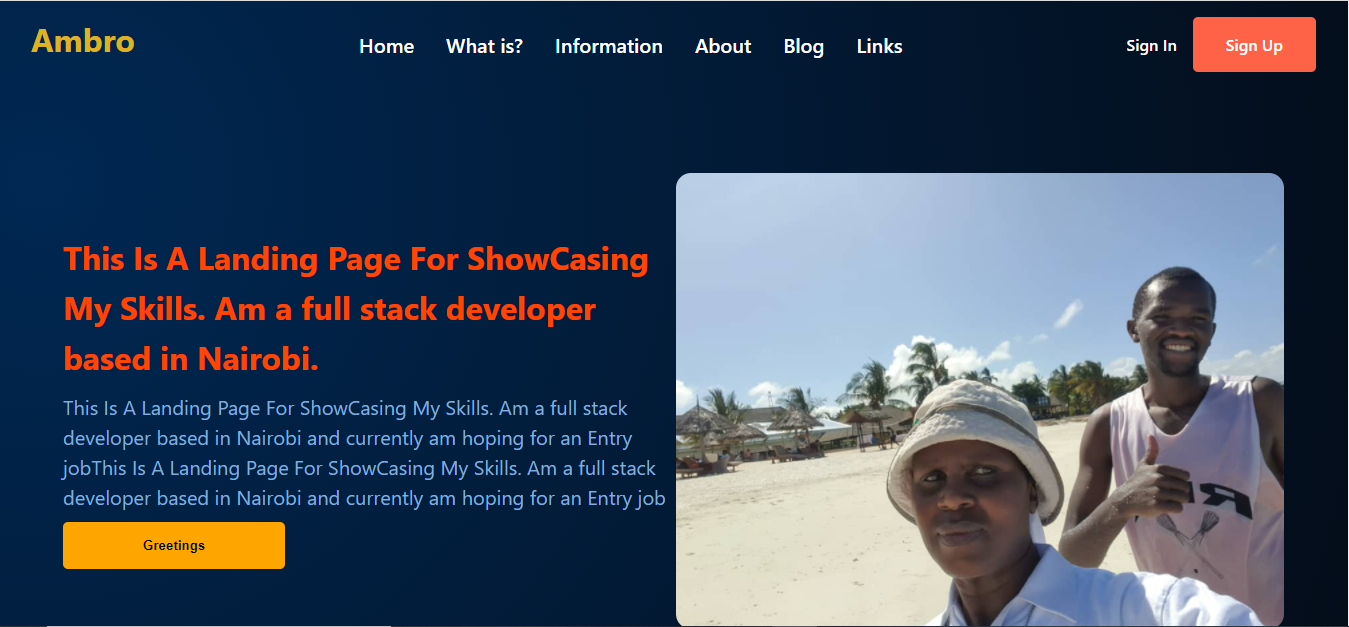 Ambro
Home What is? Information About Blog Links
Sign In Sign Up
This Is A Landing Page For ShowCasing
My Skills. Am a full stack developer
based in Nairobi.
This Is A Landing Page For ShowCasing My Skills. Am a full stack
developer based in Nairobi and currently am hoping for an Entry
jobThis Is A Landing Page For ShowCasing My Skills. Am a full stack
developer based in Nairobi and currently am hoping for an Entry job
Greetings